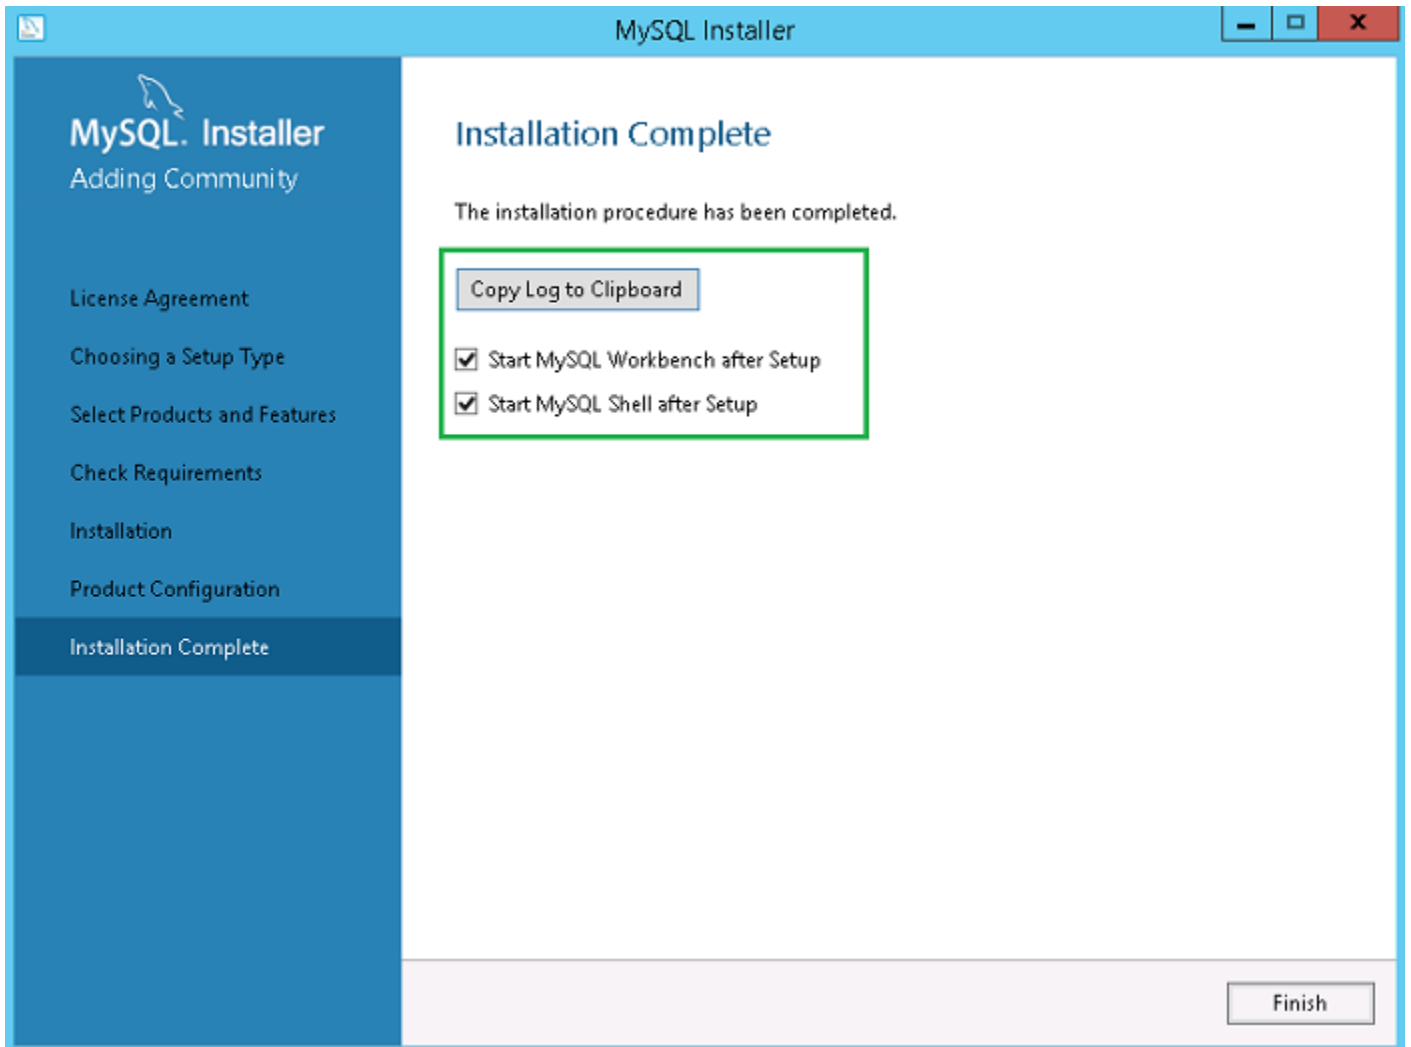 MySQL Installer
MySQL. Installer
Adding Community
License Agreement
Choosing a Setup Type
Select Products and Features
Check Requirements
Installation
Product Configuration
Installation Complete
Installation Complete
The installation procedure has been completed.
Copy Log to Clipboard
Start MySQL Workbench after Setup
Start MySQL Shell after Setup
Finish